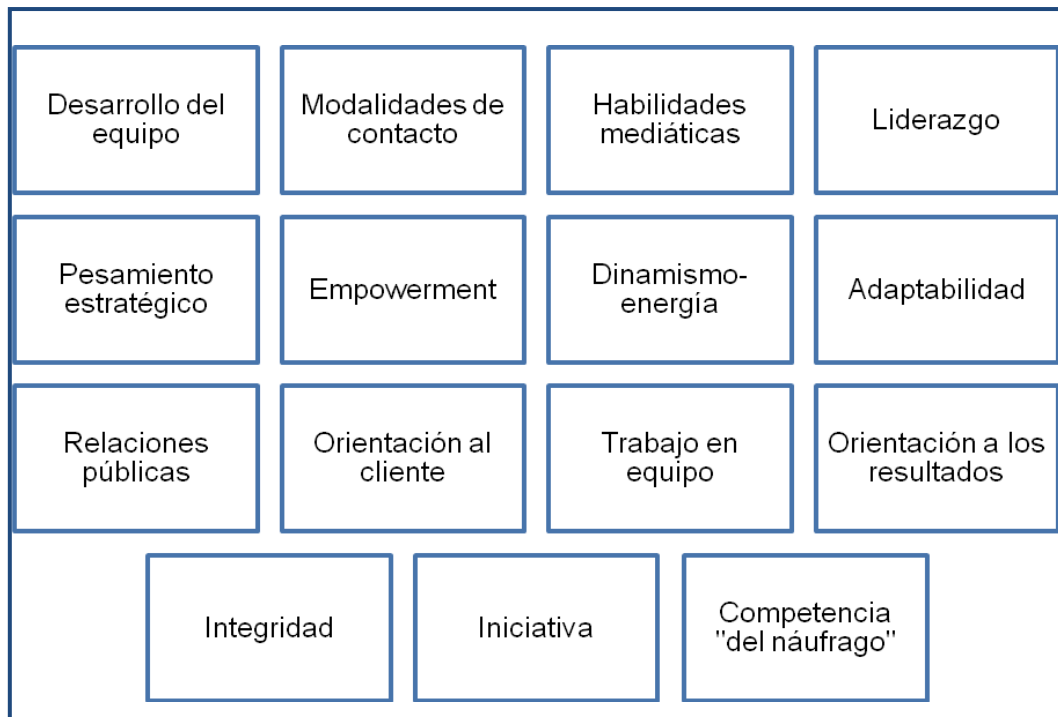 Desarrollo del
equipo
Modalidades de
contacto
Habilidades
mediáticas
Liderazgo
Pesamiento
estratégico
Empowerment
Dinamismo-
energía
Adaptabilidad
Relaciones
públicas
Orientación al
cliente
Trabajo en
equipo
Orientación a los
resultados
Integridad
Iniciativa
Competencia
"del náufrago"